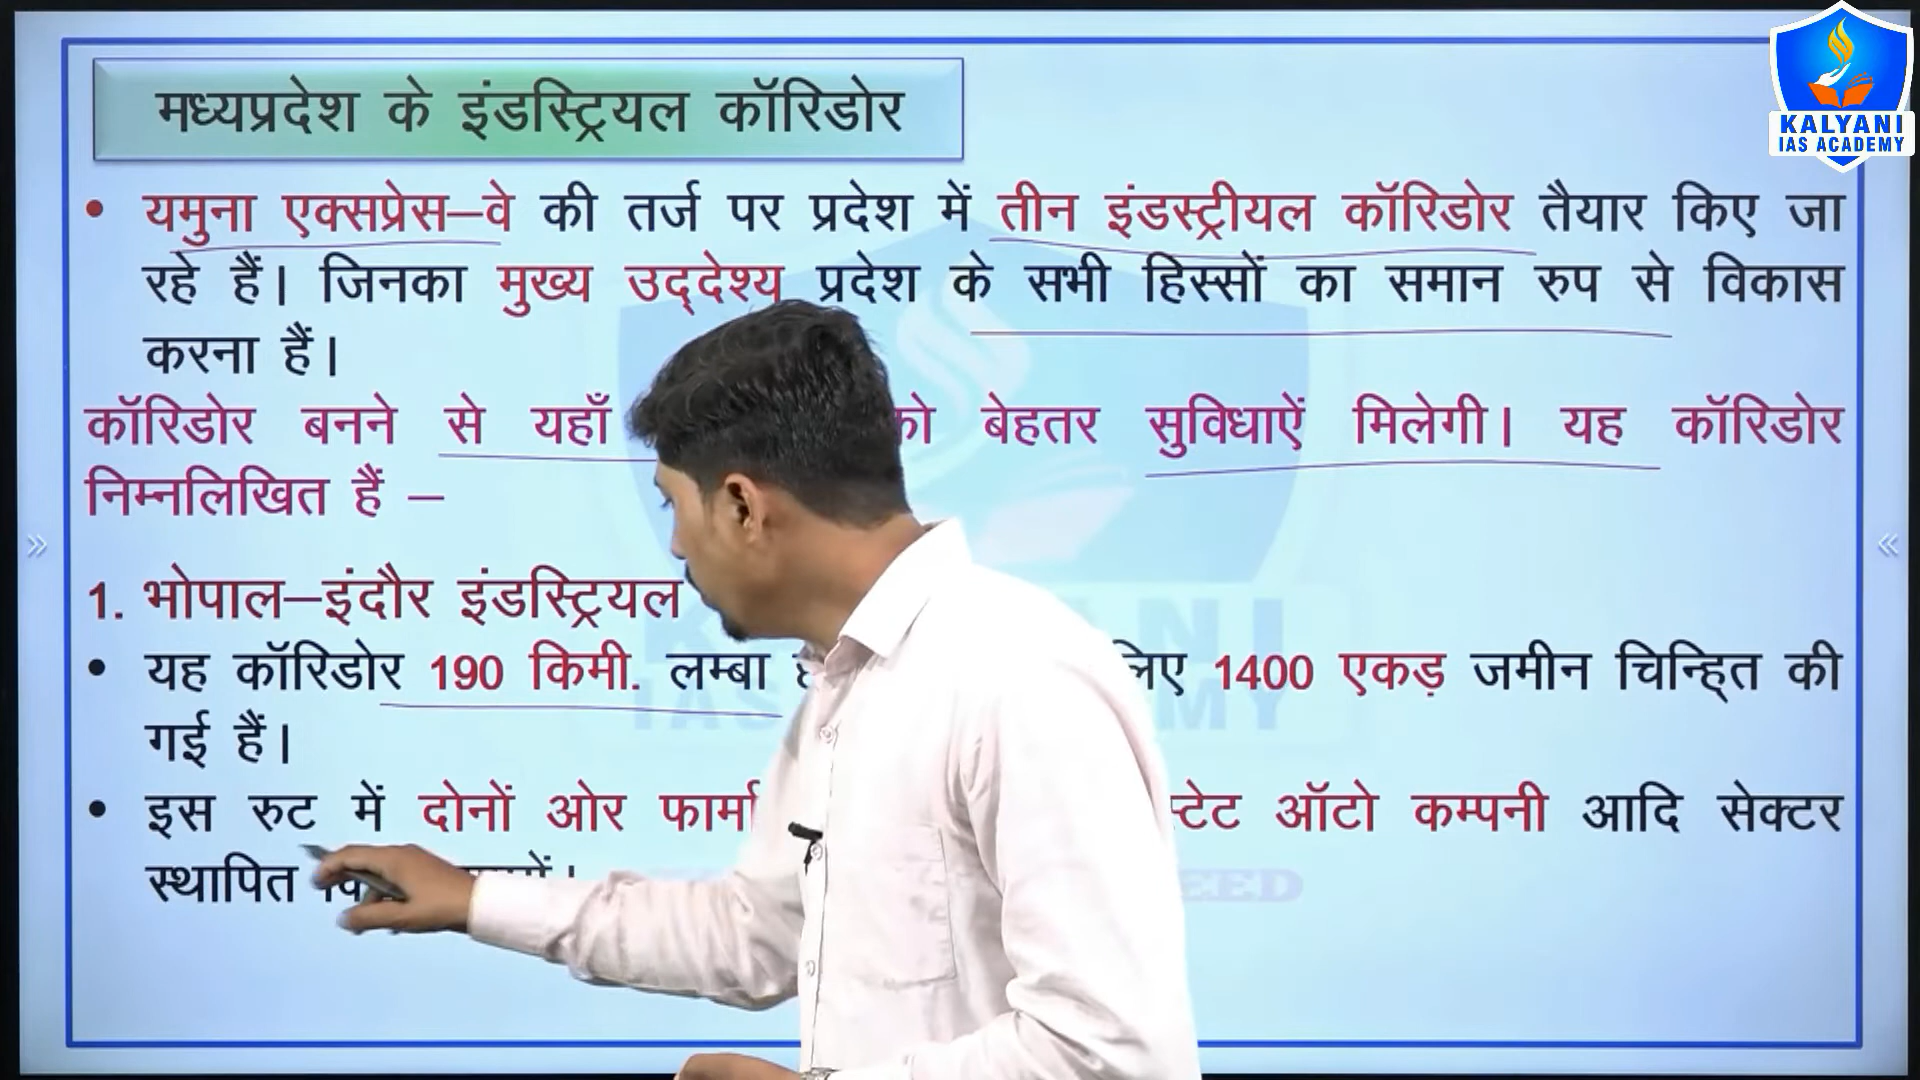 मध्यप्रदेश के इंडस्ट्रियल कॉरिडोर
KALYANI
IAS ACADEMY
• यमुना एक्सप्रेस–वे की तर्ज पर प्रदेश में तीन इंडस्ट्रीयल कॉरिडोर तैयार किए जा
रहे हैं। जिनका मुख्य उद्देश्य प्रदेश के सभी हिस्सों का समान रुप से विकास
करना हैं।
कॉरिडोर बनने से यहाँ को बेहतर सुविधाऐं मिलेगी। यह कॉरिडोर
निम्नलिखित हैं –
1. भोपाल–इंदौर इंडस्ट्रियल
• यह कॉरिडोर 190 किमी. लम्बा लिए 1400 एकड़ जमीन चिन्हित की
गई हैं।
• इस रुट में दोनों ओर ऑटो कम्पनी आदि सेक्टर
स्थापित